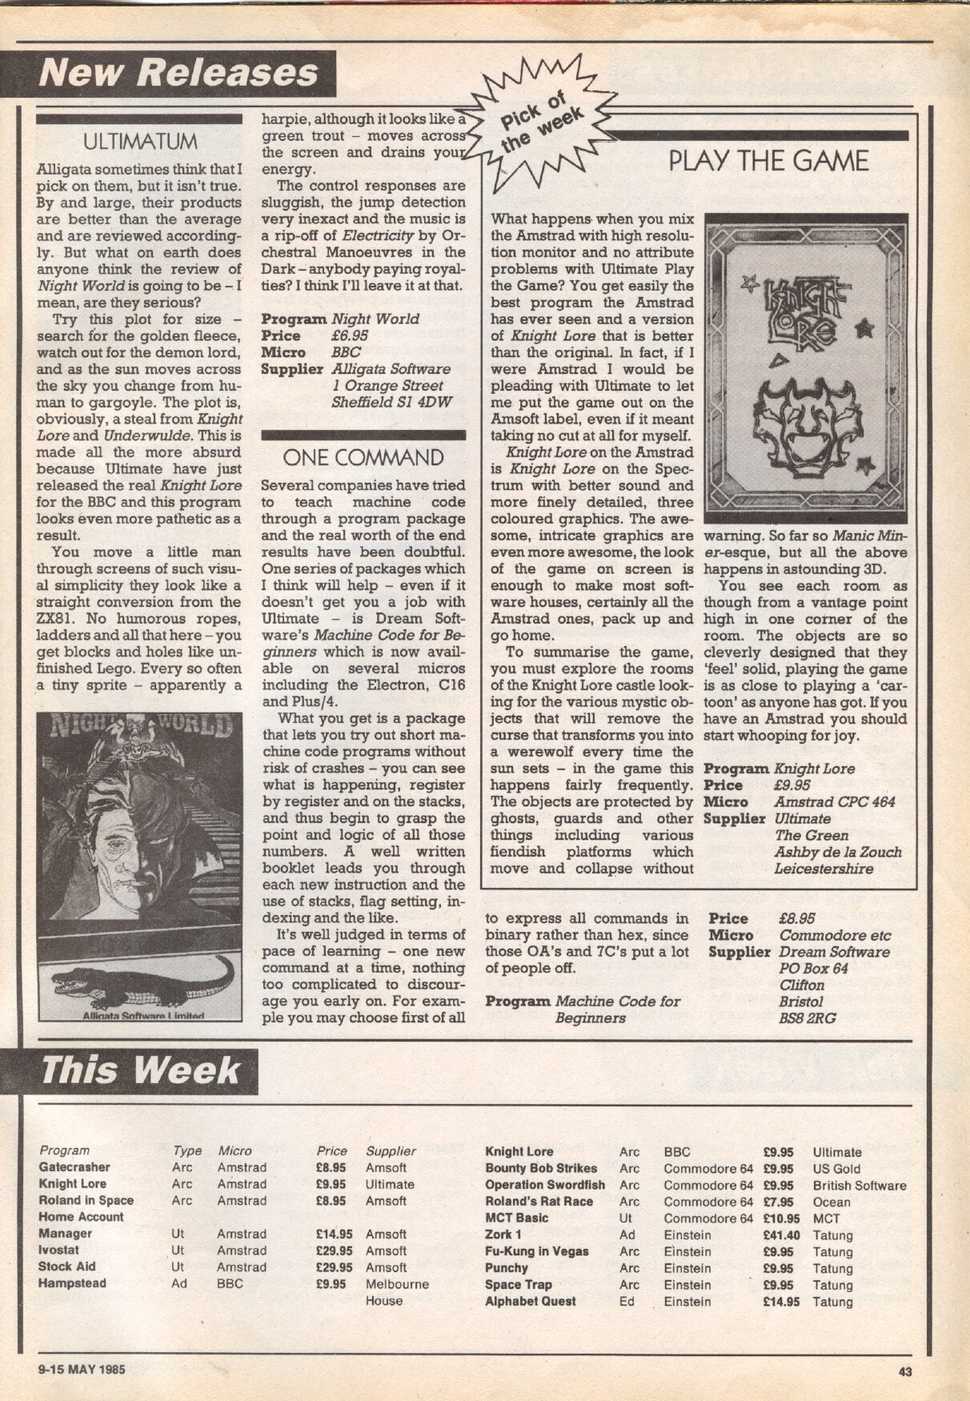 New Releases
ULTIMATUM
Alligata sometimes think that I
pick on them, but it isn't true.
By and large, their products
are better than the average
and are reviewed according-
ly. But what on earth does
anyone think the review of
Night World is going to be – I
mean, are they serious?
Try this plot for size –
search for the golden fleece,
watch out for the demon lord,
and as the sun moves across
the sky you change from hu-
man to gargoyle. The plot is,
obviously, a steal from Knight
Lore and Underwulde. This is
made all the more absurd
because Ultimate have just
released the real Knight Lore
for the BBC and this program
looks even more pathetic as a
result.
You move a little man
through screens of such visu-
al simplicity they look like a
straight conversion from the
ZX81. No humorous ropes,
ladders and all that here – you
get blocks and holes like un-
finished Lego. Every so often
a tiny sprite – apparently a
NIGHT WORLD
Alligata Software Limited
harpie, although it looks like a
green trout – moves across
the screen and drains your
energy.
The control responses are
sluggish, the jump detection
very inexact and the music is
a rip-off of Electricity by Or-
chestral Manoeuvres in the
Dark – anybody paying royal-
ties? I think I'll leave it at that.
Program Night World
Price £6.95
Micro BBC
Supplier Alligata Software
1 Orange Street
Sheffield S1 4DW
ONE COMMAND
Several companies have tried
to teach machine code
through a program package
and the real worth of the end
results have been doubtful.
One series of packages which
I think will help – even if it
doesn't get you a job with
Ultimate – is Dream Soft-
ware's Machine Code for Be-
ginners which is now avail-
able on several micros
including the Electron, C16
and Plus/4.
What you get is a package
that lets you try out short ma-
chine code programs without
risk of crashes – you can see
what is happening, register
by register and on the stacks,
and thus begin to grasp the
point and logic of all those
numbers. A well written
booklet leads you through
each new instruction and the
use of stacks, flag setting, in-
dexing and the like.
It's well judged in terms of
pace of learning – one new
command at a time, nothing
too complicated to discour-
age you early on. For exam-
ple you may choose first of all
to express all commands in
binary rather than hex, since
those OA's and 7C's put a lot
of people off.
Program Machine Code for
Beginners
Price £8.95
Micro Commodore etc
Supplier Dream Software
PO Box 64
Clifton
Bristol
BS8 2RG
Pick of
the week
PLAY THE GAME
What happens when you mix
the Amstrad with high resolu-
tion monitor and no attribute
problems with Ultimate Play
the Game? You get easily the
best program the Amstrad
has ever seen and a version
of Knight Lore that is better
than the original. In fact, if I
were Amstrad I would be
pleading with Ultimate to let
me put the game out on the
Amsoft label, even if it meant
taking no cut at all for myself.
Knight Lore on the Amstrad
is Knight Lore on the Spec-
trum with better sound and
more finely detailed, three
coloured graphics. The awe-
some, intricate graphics are
even more awesome, the look
of the game on screen is
enough to make most soft-
ware houses, certainly all the
Amstrad ones, pack up and
go home.
To summarise the game,
you must explore the rooms
of the Knight Lore castle look-
ing for the various mystic ob-
jects that will remove the
curse that transforms you into
a werewolf every time the
sun sets – in the game this
happens fairly frequently.
The objects are protected by
ghosts, guards and other
things including various
fiendish platforms which
move and collapse without
KNIGHT
LORE
warning. So far so Manic Min-
er-esque, but all the above
happens in astounding 3D.
You see each room as
though from a vantage point
high in one corner of the
room. The objects are so
cleverly designed that they
'feel' solid, playing the game
is as close to playing a 'car-
toon' as anyone has got. If you
have an Amstrad you should
start whooping for joy.
Program Knight Lore
Price £9.95
Micro Amstrad CPC 464
Supplier Ultimate
The Green
Ashby de la Zouch
Leicestershire
This Week
Program Type Micro Price Supplier
Gatecrasher Arc Amstrad £8.95 Amsoft
Knight Lore Arc Amstrad £9.95 Ultimate
Roland in Space Arc Amstrad £8.95 Amsoft
Home Account
Manager Ut Amstrad £14.95 Amsoft
Ivostat Ut Amstrad £29.95 Amsoft
Stock Aid Ut Amstrad £29.95 Amsoft
Hampstead Ad BBC £9.95 Melbourne
House
Knight Lore Arc BBC £9.95 Ultimate
Bounty Bob Strikes Arc Commodore 64 £9.95 US Gold
Operation Swordfish Arc Commodore 64 £9.95 British Software
Roland's Rat Race Arc Commodore 64 £7.95 Ocean
MCT Basic Ut Commodore 64 £10.95 MCT
Zork 1 Ad Einstein £41.40 Tatung
Fu-Kung in Vegas Arc Einstein £9.95 Tatung
Punchy Arc Einstein £9.95 Tatung
Space Trap Arc Einstein £9.95 Tatung
Alphabet Quest Ed Einstein £14.95 Tatung
9-15 MAY 1985
43